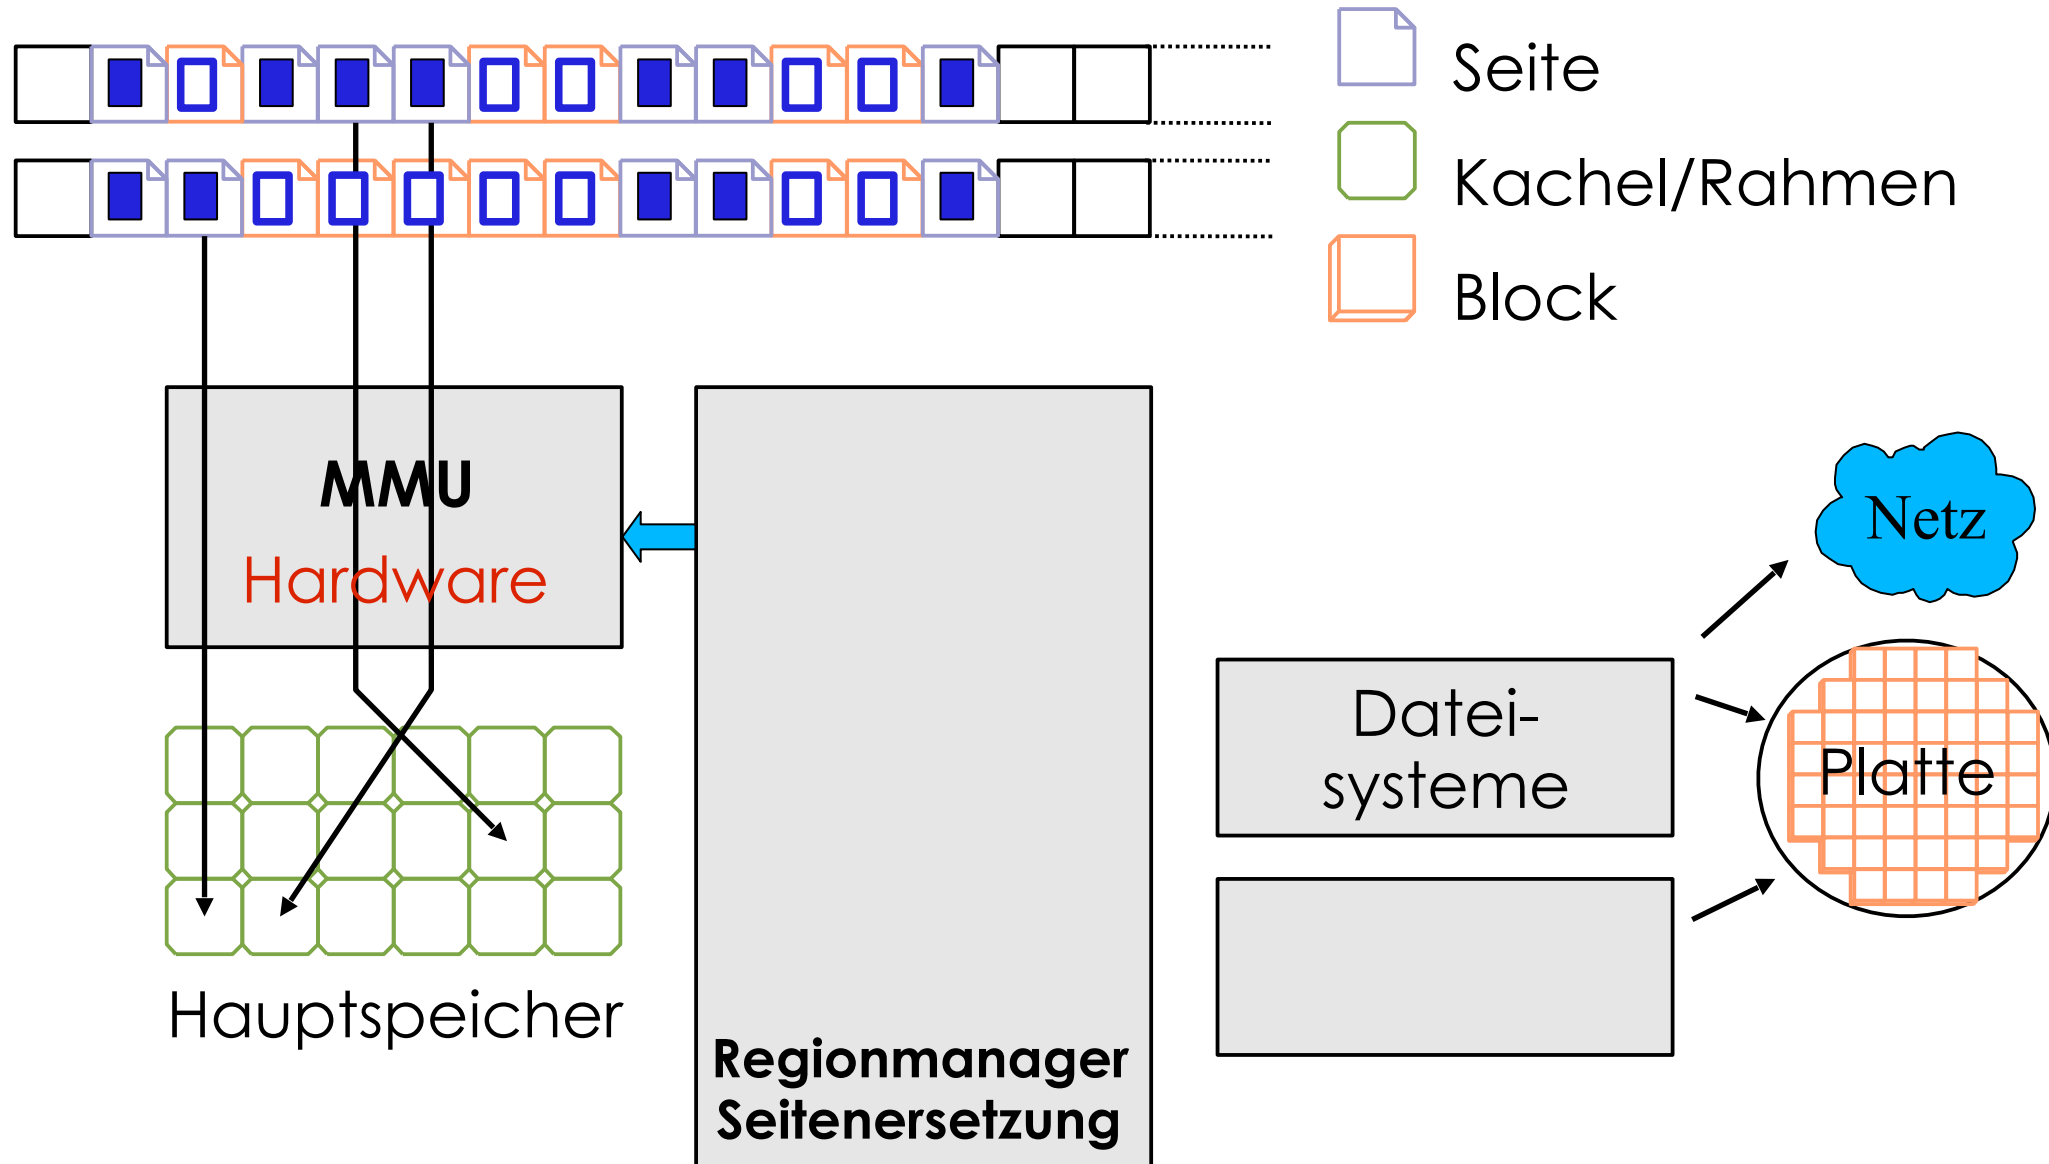 Seite
Kachel/Rahmen
Block
MMU
Hardware
Netz
Datei-
systeme
Platte
Hauptspeicher
Regionmanager
Seitenersetzung